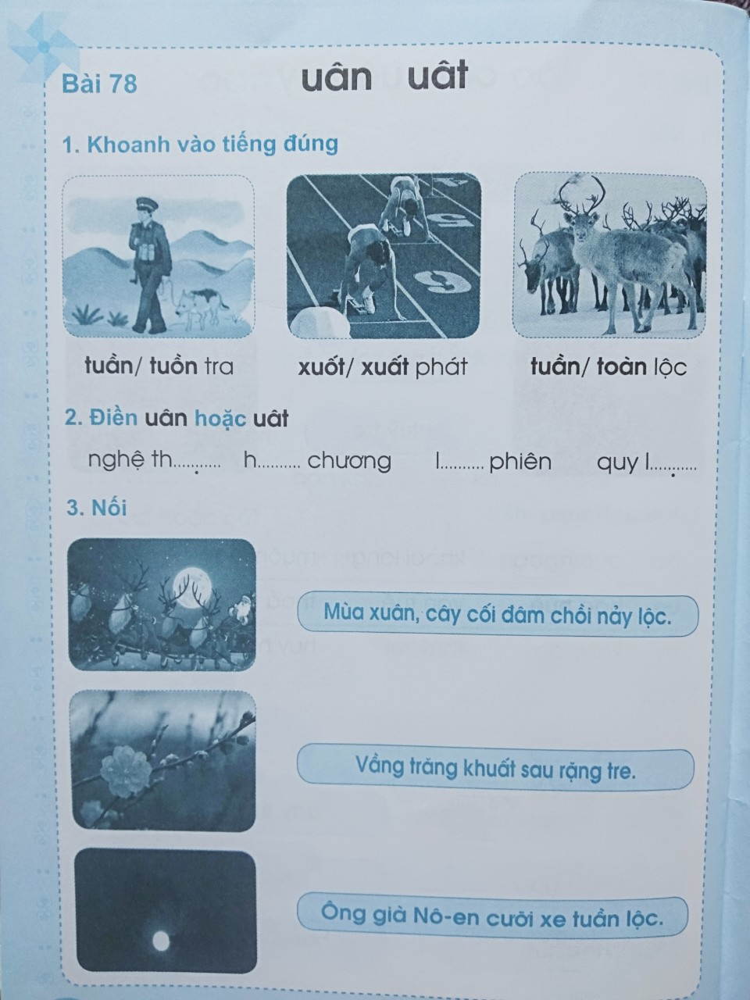 Bài 78
uân uât
1. Khoanh vào tiếng đúng
tuần/ tuồn tra
xuốt/ xuất phát
tuần/ toàn lộc
2. Điền uân hoặc uât
nghệ th.......... h.......... chương l.......... phiên quy l..........
3. Nối
Mùa xuân, cây cối đâm chồi nảy lộc.
Vầng trăng khuất sau rặng tre.
Ông già Nô-en cưỡi xe tuần lộc.